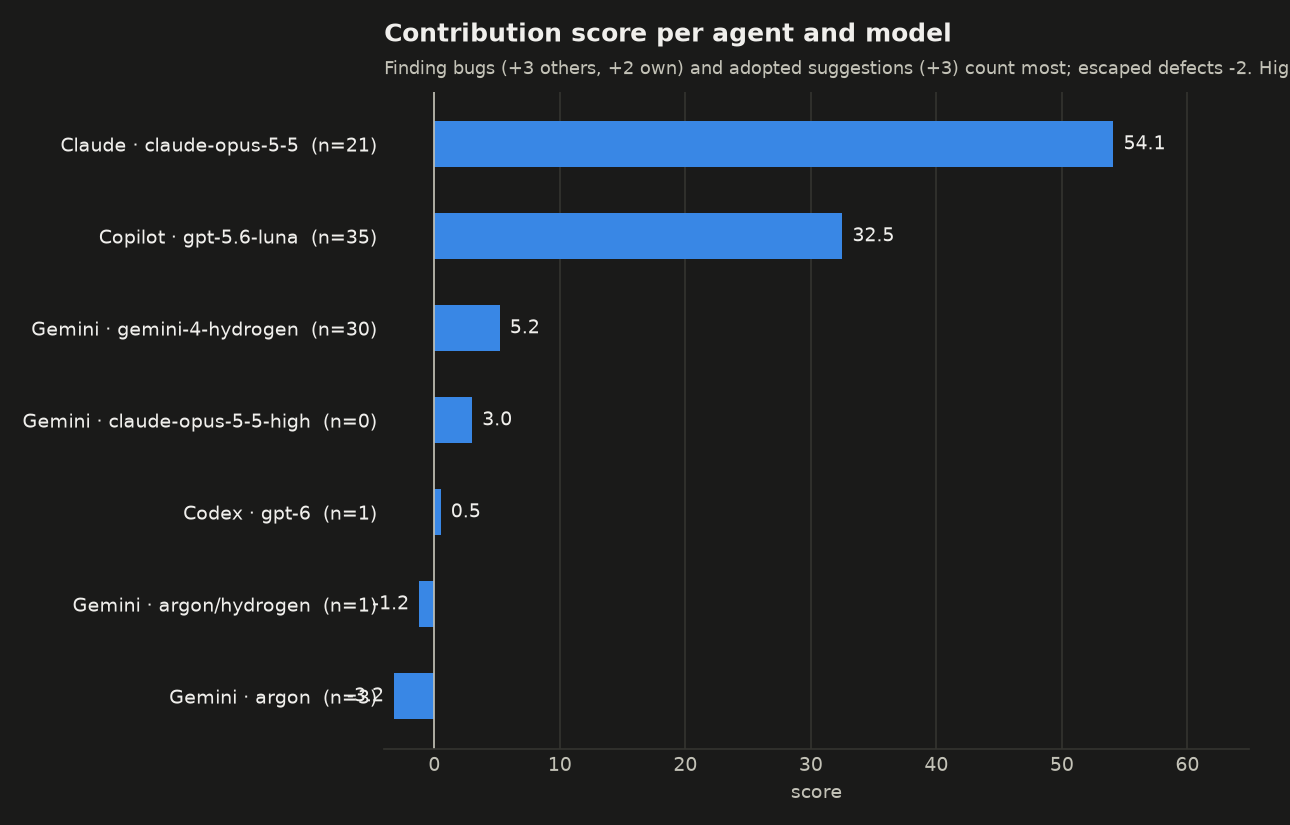 Contribution score per agent and model
Finding bugs (+3 others, +2 own) and adopted suggestions (+3) count most; escaped defects -2. Hig
Claude · claude-opus-5-5 (n=21) 54.1
Copilot · gpt-5.6-luna (n=35) 32.5
Gemini · gemini-4-hydrogen (n=30) 5.2
Gemini · claude-opus-5-5-high (n=0) 3.0
Codex · gpt-6 (n=1) 0.5
Gemini · argon/hydrogen (n=1) -1.2
Gemini · argon (n=3) -3.2
0 10 20 30 40 50 60
score